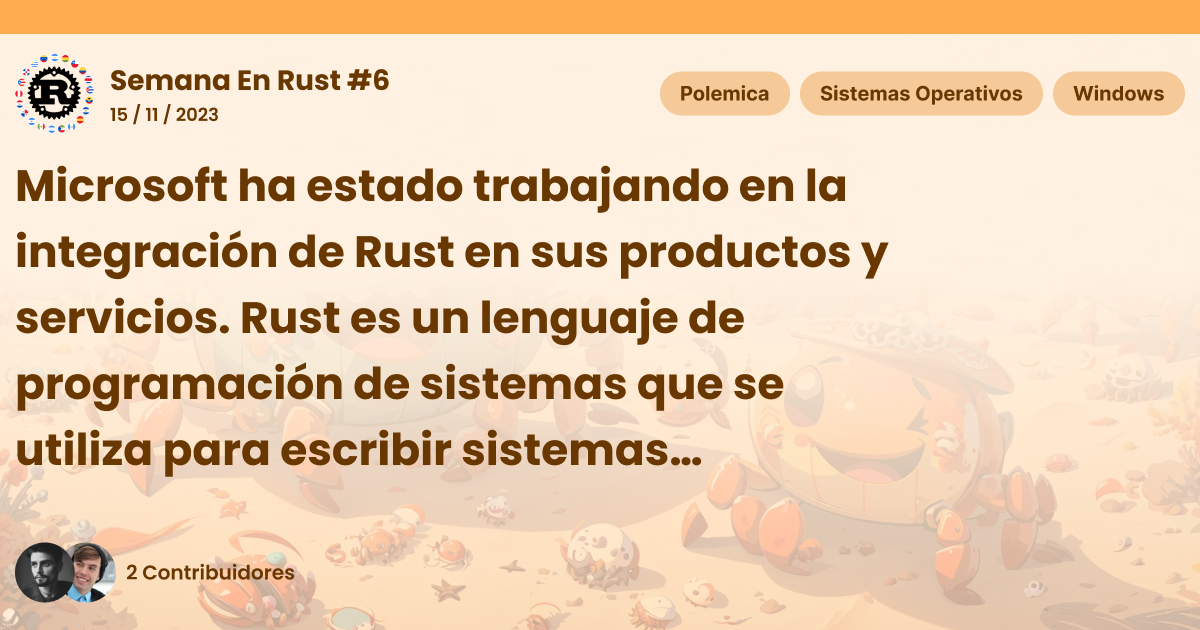 Semana En Rust #6
15 / 11 / 2023
Polemica
Sistemas Operativos
Windows
Microsoft ha estado trabajando en la
integración de Rust en sus productos y
servicios. Rust es un lenguaje de
programación de sistemas que se
utiliza para escribir sistemas...
2 Contribuidores
R